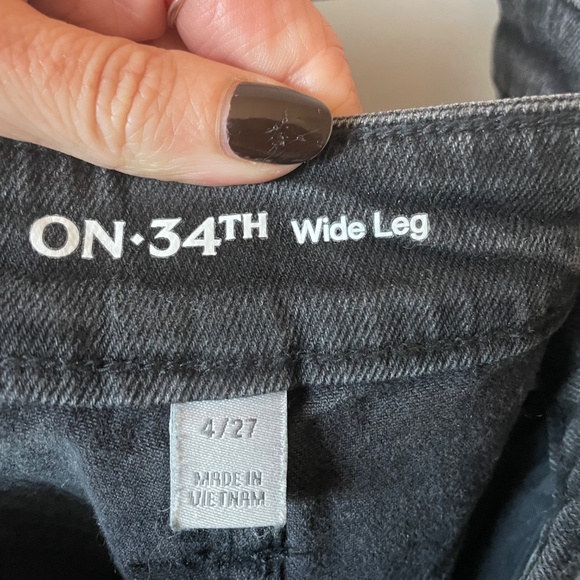 ON•34TH Wide Leg
4/27
MADE IN
VIETNAM